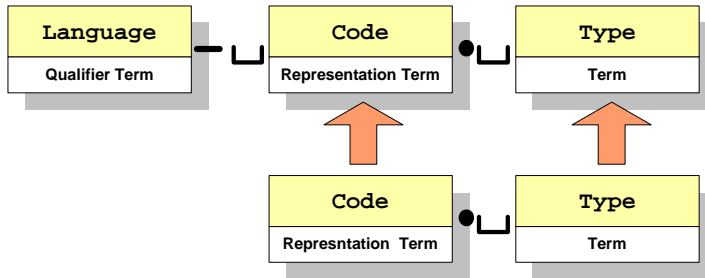 Language
Code
Type
Qualifier Term
Representation Term
Term
Code
Type
Represntation Term
Term